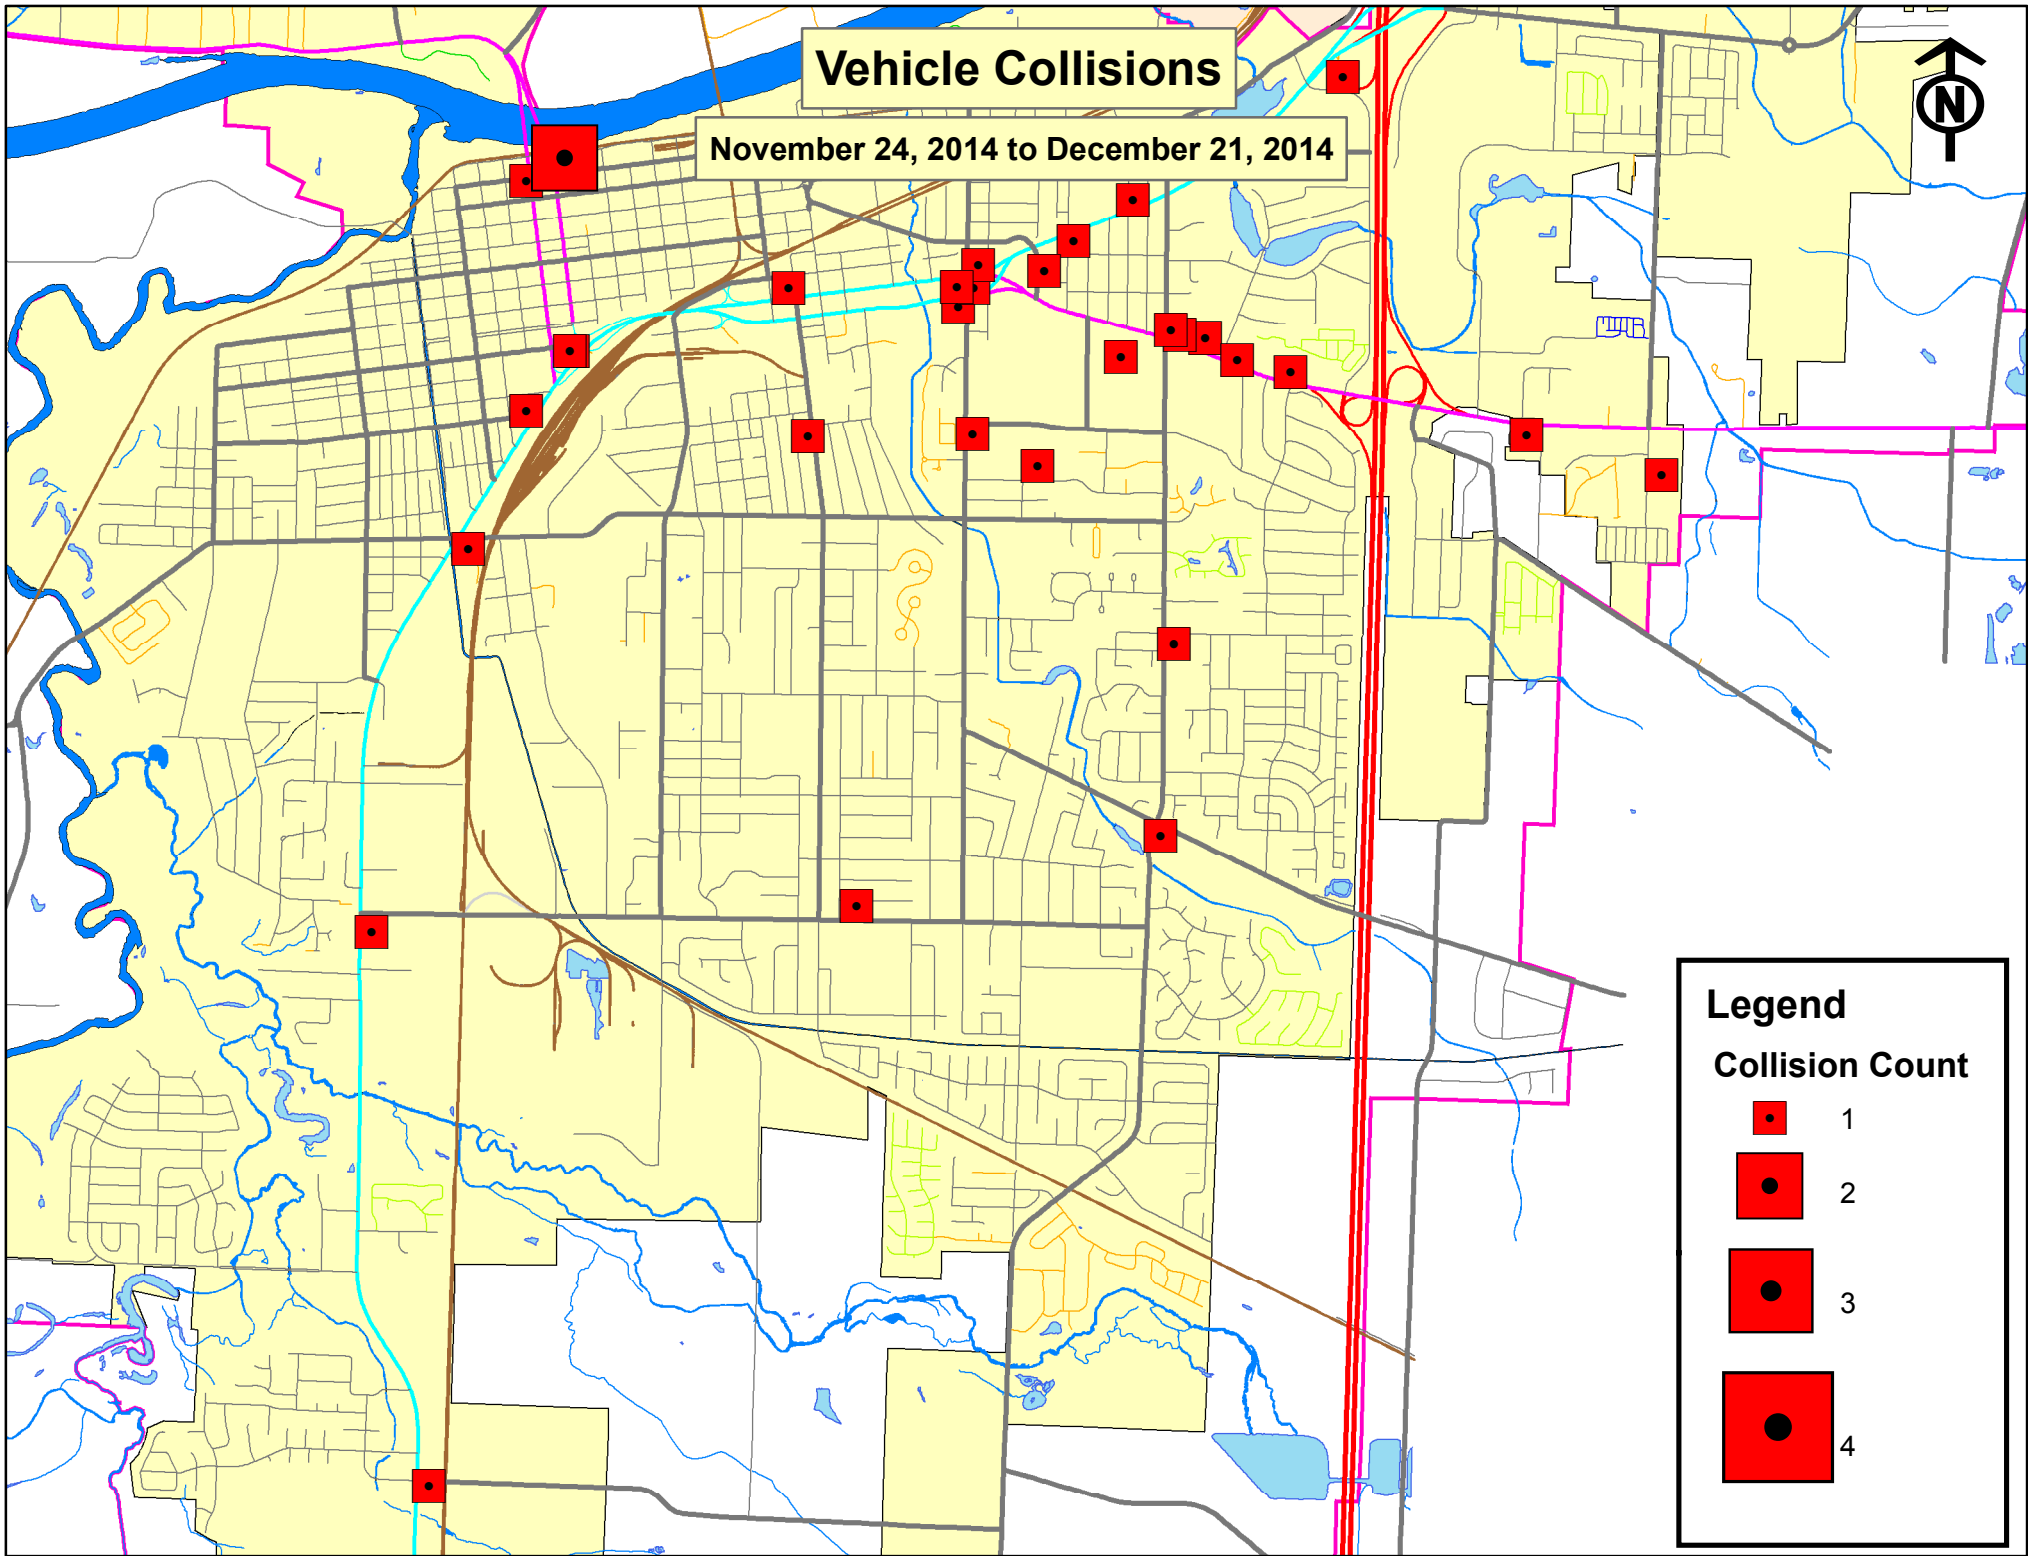 Vehicle Collisions
November 24, 2014 to December 21, 2014
N
Legend
Collision Count
1
2
3
4